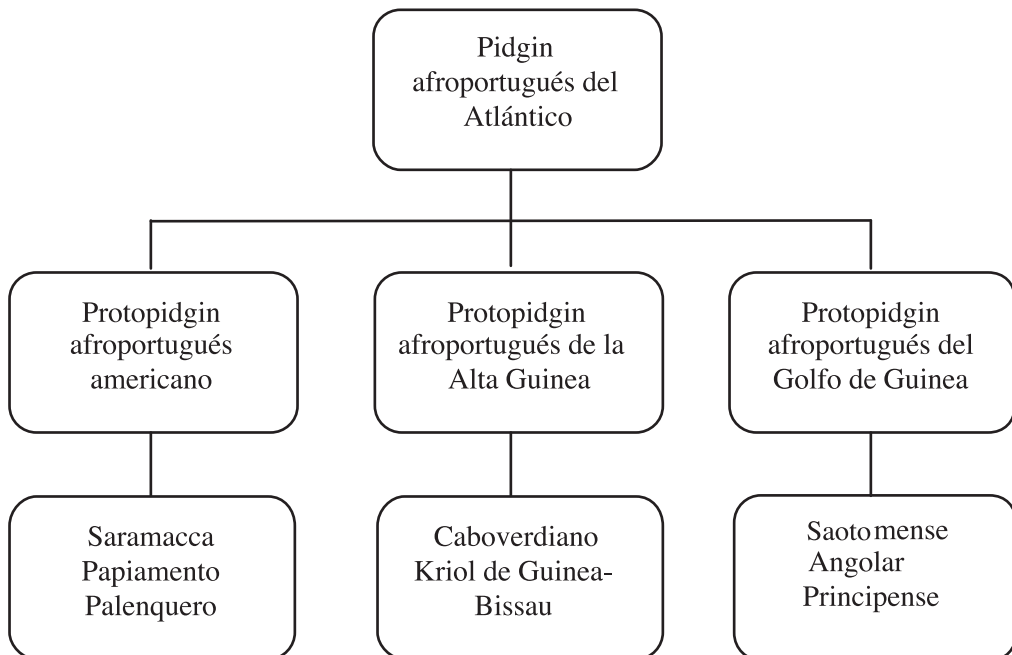 Pidgin
afroportugués del
Atlántico
Protopidgin
afroportugués
americano
Protopidgin
afroportugués de la
Alta Guinea
Protopidgin
afroportugués del
Golfo de Guinea
Saramacca
Papiamento
Palenquero
Caboverdiano
Kriol de Guinea-
Bissau
Saotomense
Angolar
Principense